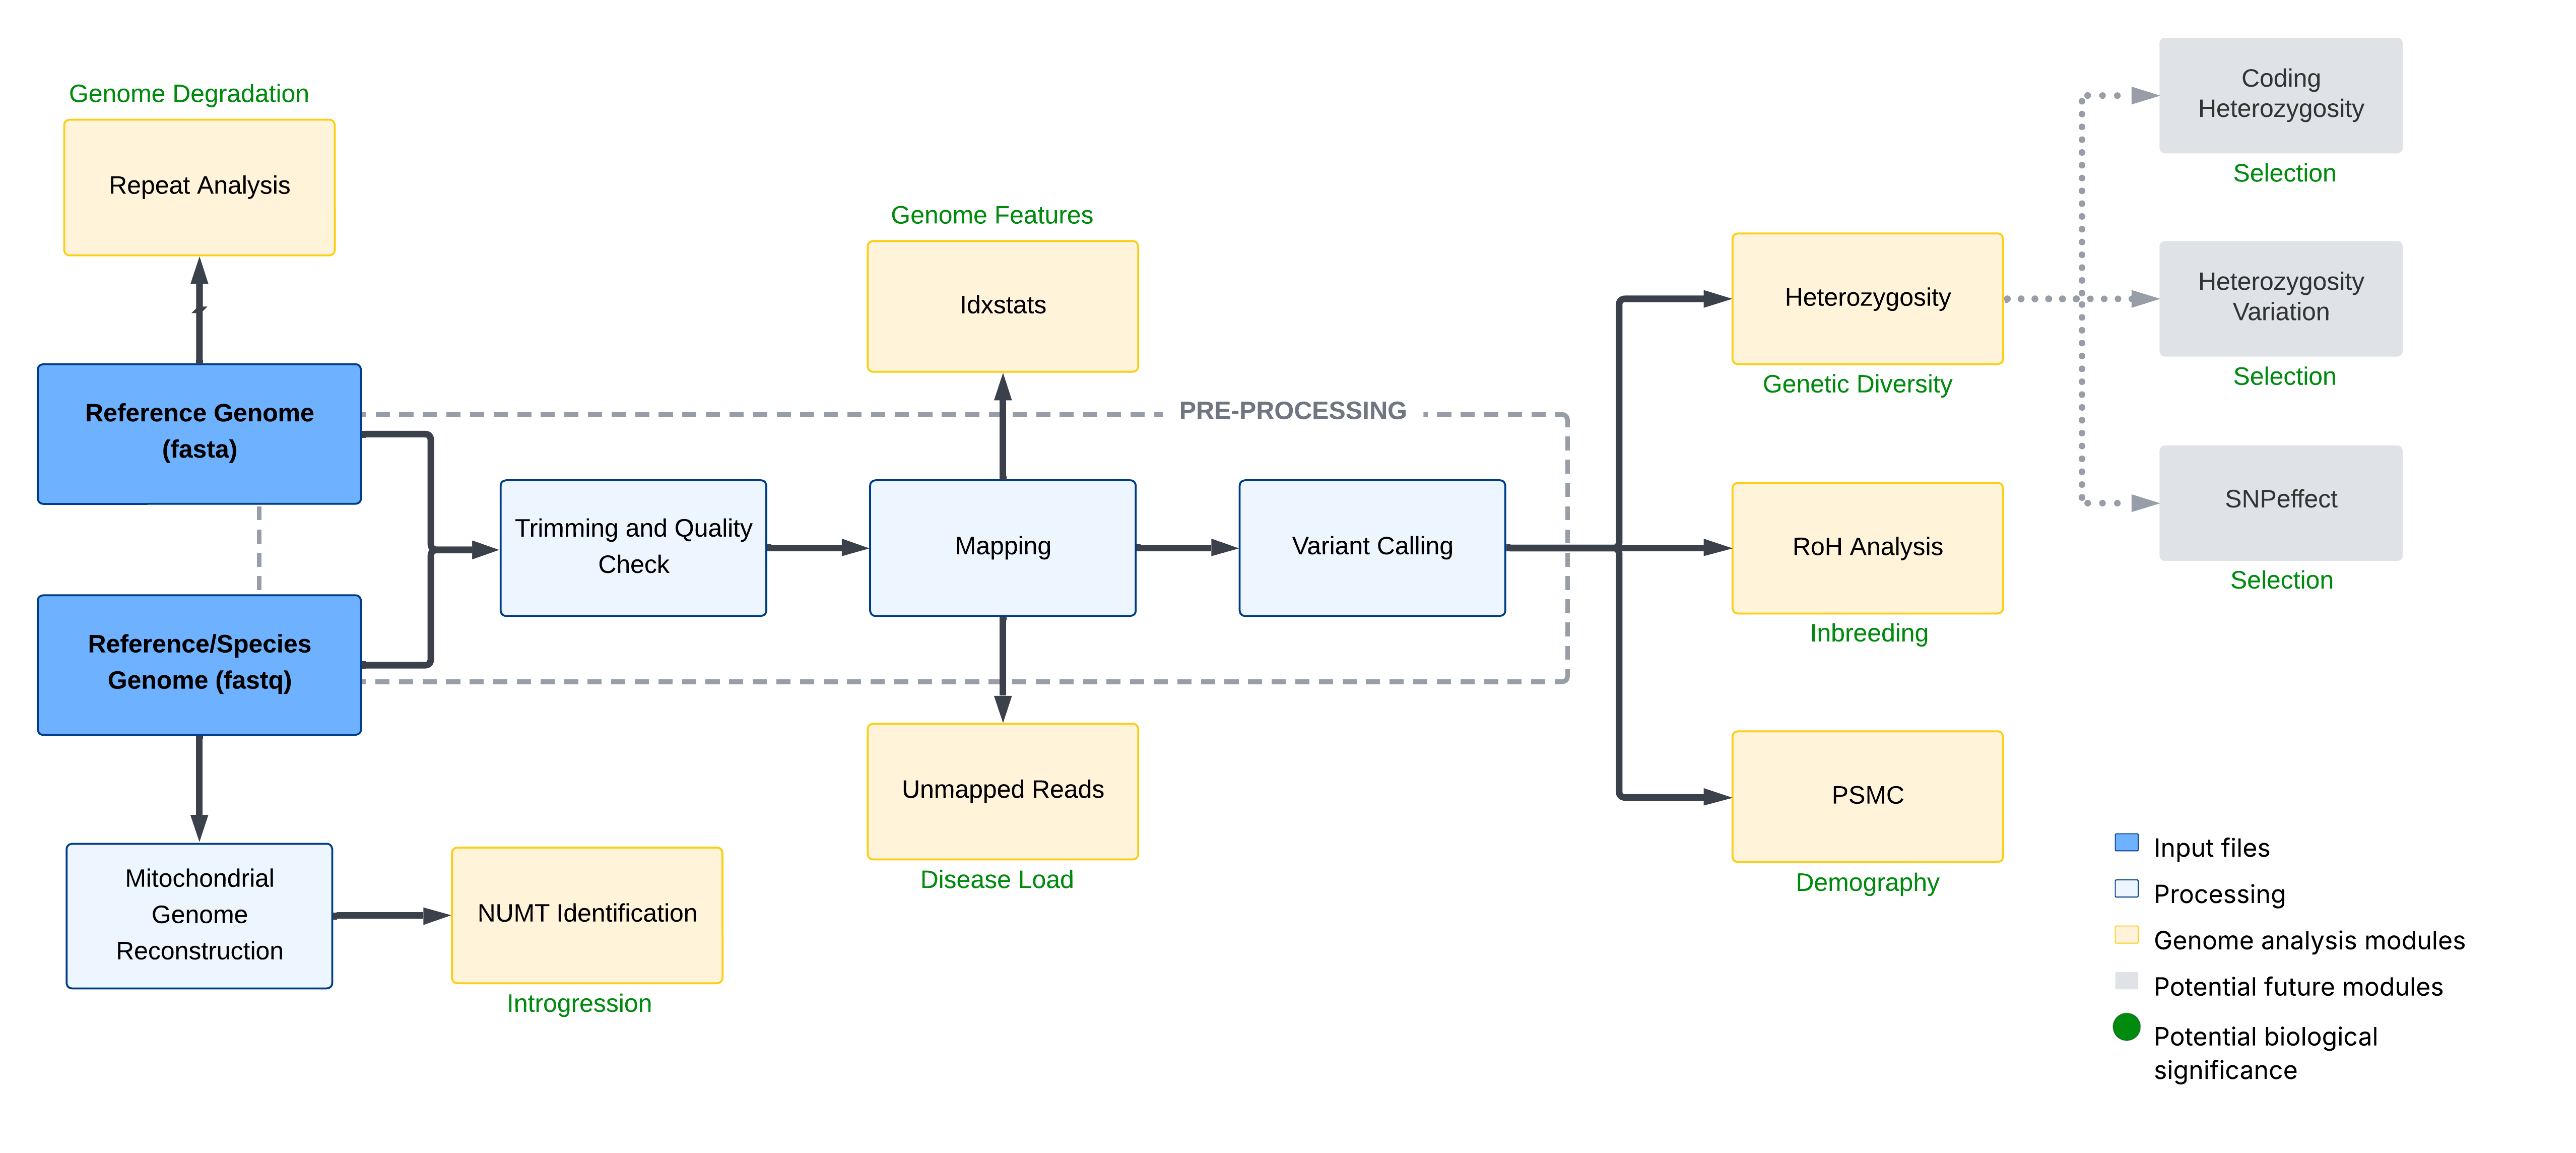 Genome Degradation
Repeat Analysis
Reference Genome
(fasta)
Reference/Species
Genome (fastq)
Mitochondrial
Genome
Reconstruction
NUMT Identification
Introgression
Trimming and Quality
Check
Genome Features
Idxstats
PRE-PROCESSING
Mapping
Variant Calling
Unmapped Reads
Disease Load
Heterozygosity
Genetic Diversity
RoH Analysis
Inbreeding
PSMC
Demography
Coding
Heterozygosity
Selection
Heterozygosity
Variation
Selection
SNPeffect
Selection
Input files
Processing
Genome analysis modules
Potential future modules
Potential biological
significance